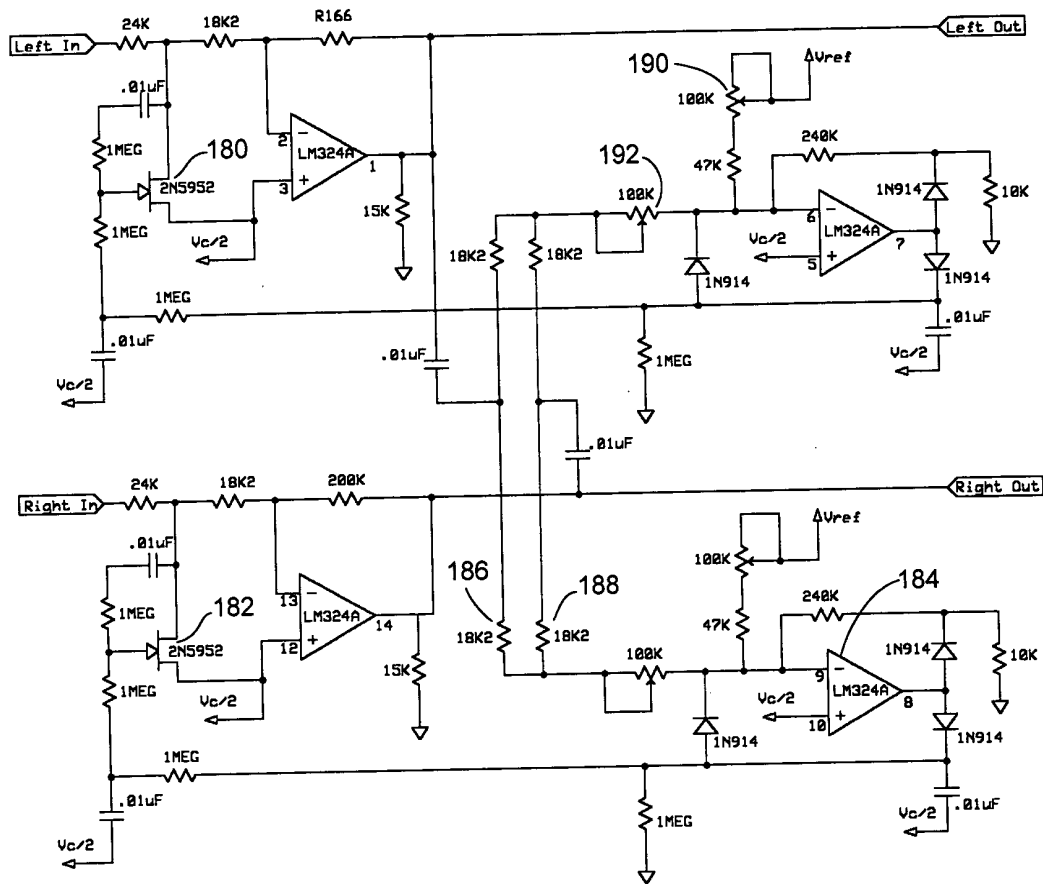 24K 18K2 R166
Left In Left Out
.01uF 190 Vref
100K
1MEG 180 240K
2 LM324A 1 192 47K
2N5952 3 100K 1N914
15K 6 LM324A 7 10K
1MEG Vc/2 18K2 18K2 Vc/2 5
1N914 1N914
1MEG
.01uF .01uF 1MEG .01uF
Vc/2 Vc/2
.01uF
24K 18K2 200K
Right In Right Out
.01uF Vref
100K
186 188 184
1MEG 182 13 LM324A 14 240K
2N5952 12 18K2 18K2 47K
100K 1N914
15K 9 LM324A 8 10K
1MEG Vc/2 Vc/2 10
1N914 1N914
1MEG
.01uF 1MEG .01uF
Vc/2 Vc/2